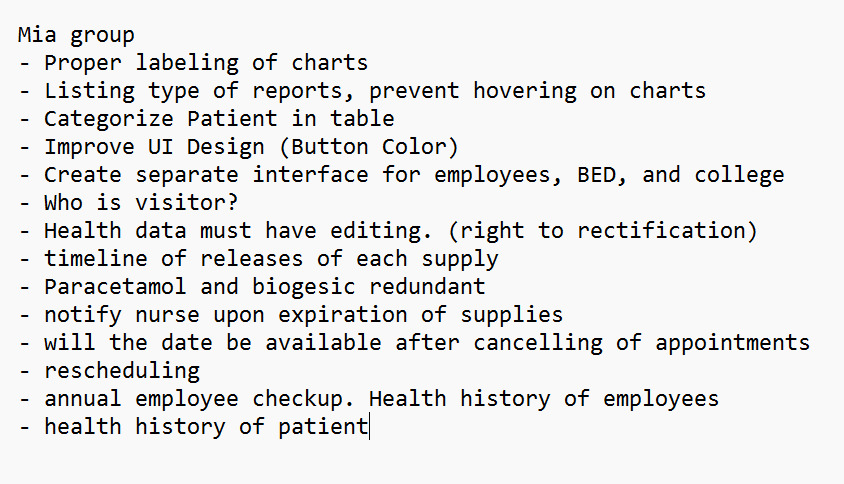 Mia group
- Proper labeling of charts
- Listing type of reports, prevent hovering on charts
- Categorize Patient in table
- Improve UI Design (Button Color)
- Create separate interface for employees, BED, and college
- Who is visitor?
- Health data must have editing. (right to rectification)
- timeline of releases of each supply
- Paracetamol and biogesic redundant
- notify nurse upon expiration of supplies
- will the date be available after cancelling of appointments
- rescheduling
- annual employee checkup. Health history of employees
- health history of patient